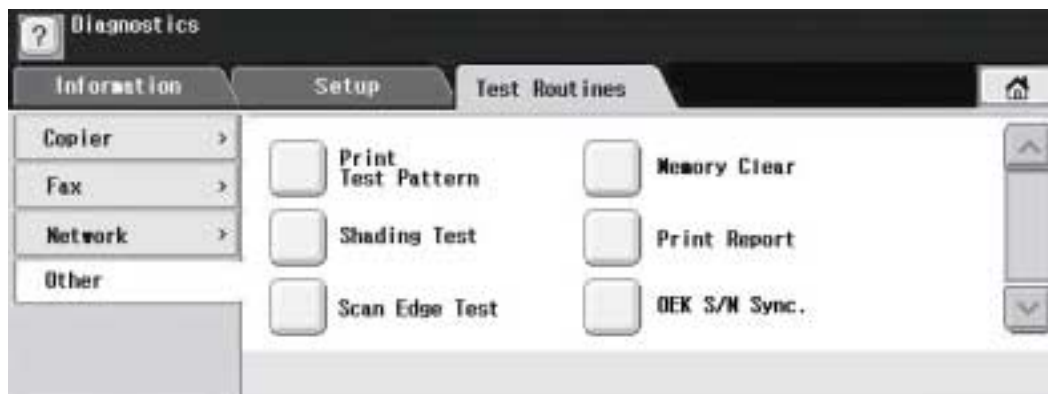 ? Diagnostics
Information Setup Test Routines
Copier >
Fax >
Network >
Other
Print
Test Pattern
Memory Clear
Shading Test
Print Report
Scan Edge Test
OEK S/N Sync.